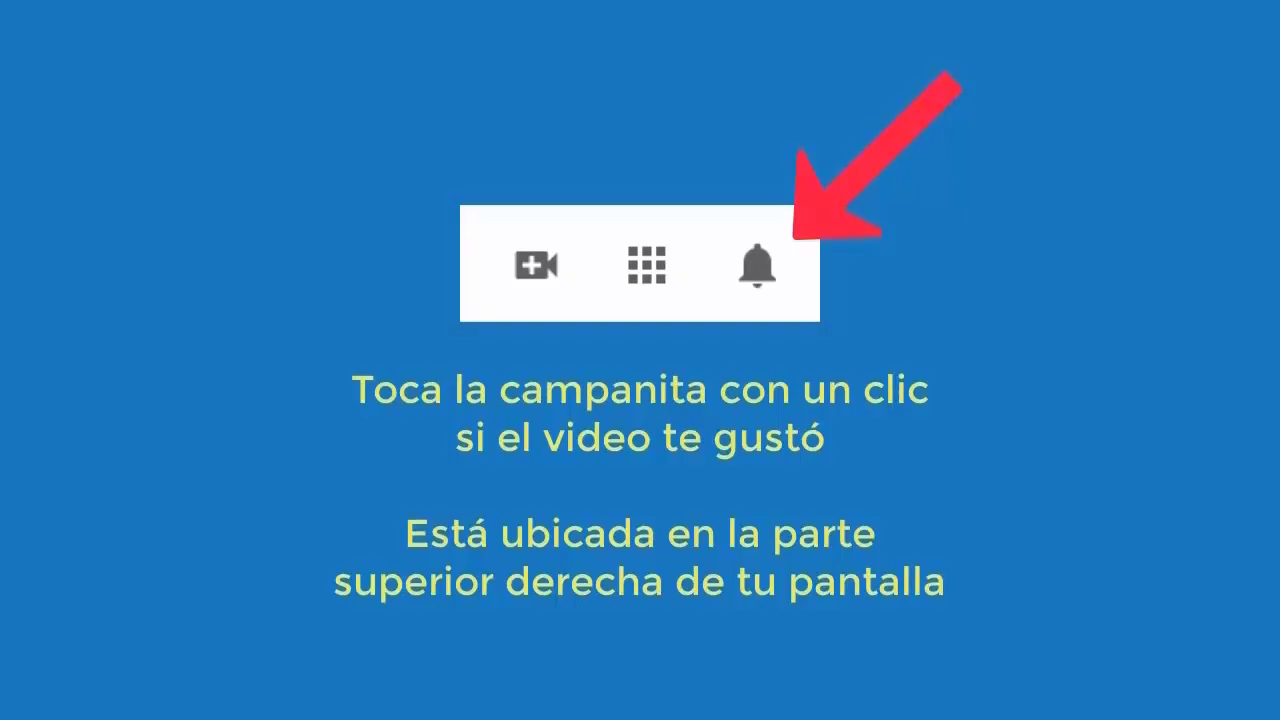 Toca la campanita con un clic
si el video te gustó
Está ubicada en la parte
superior derecha de tu pantalla